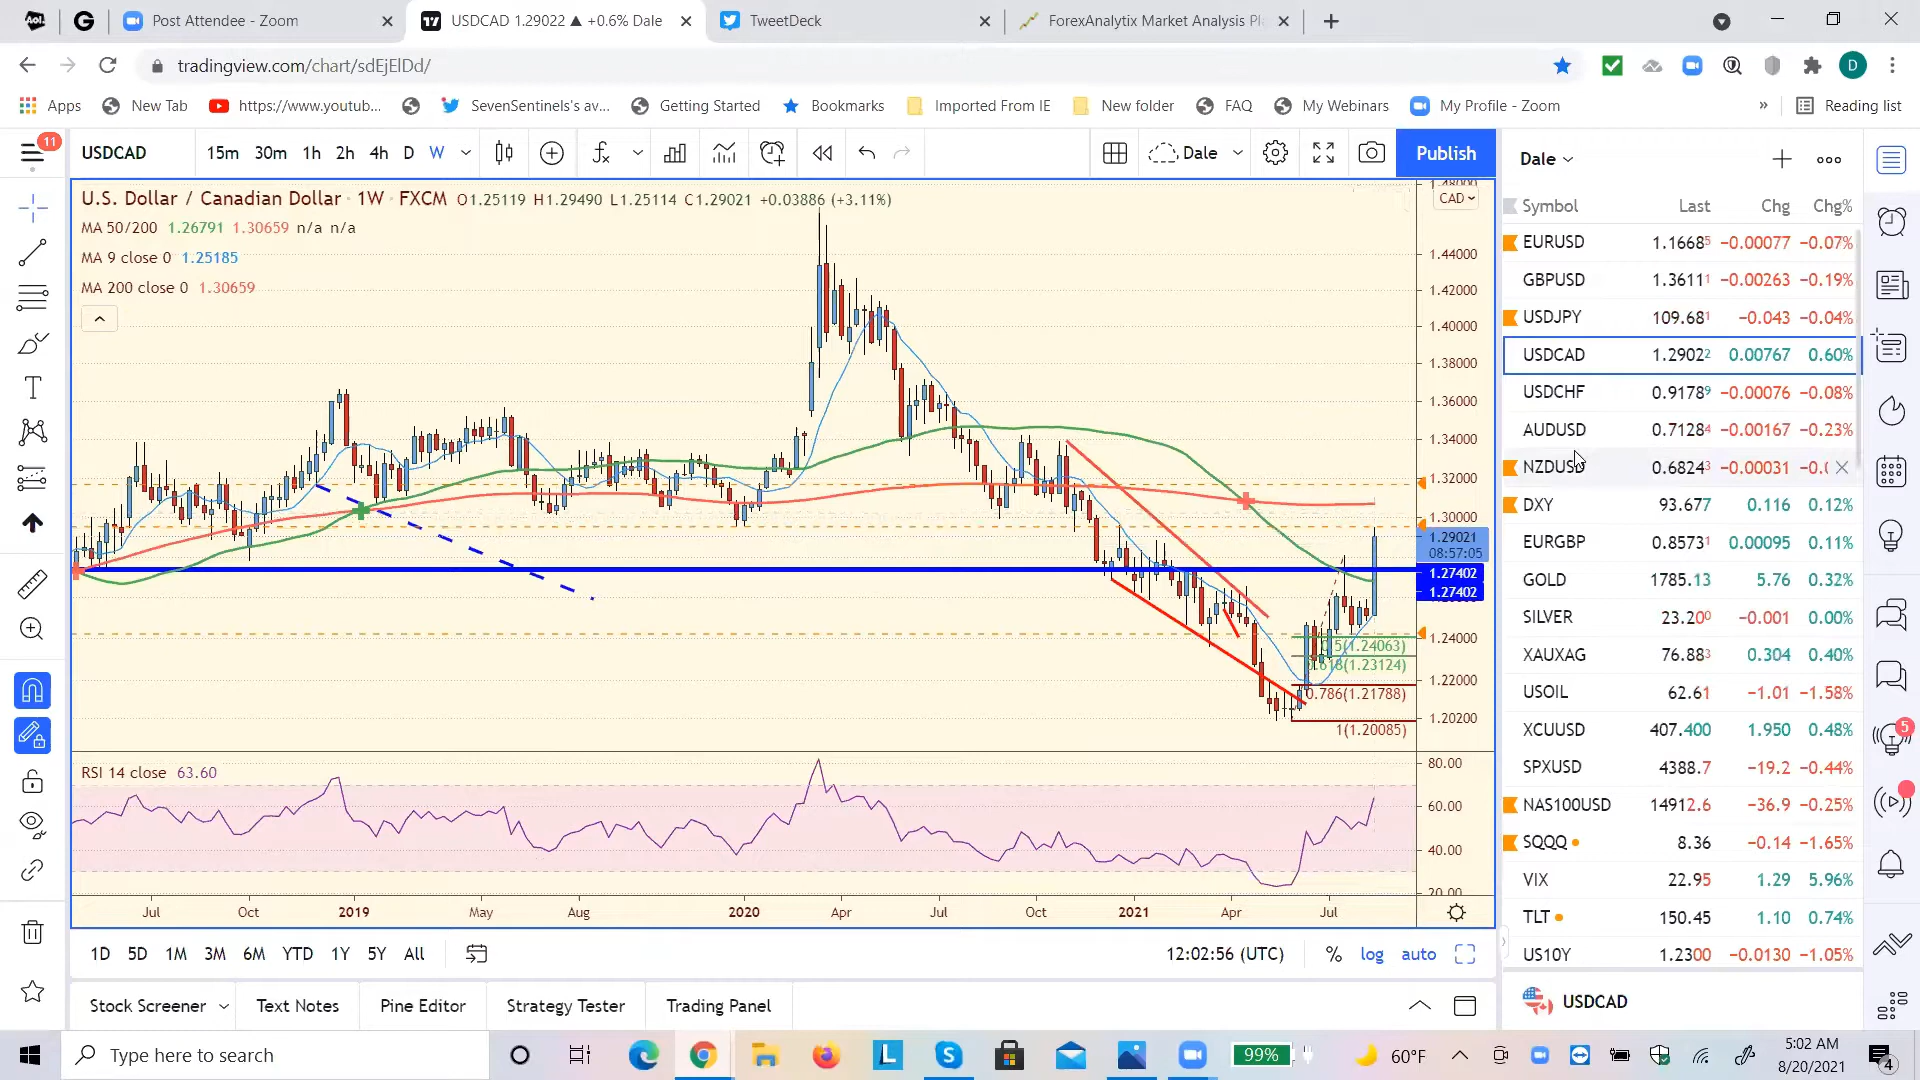 Post Attendee - Zoom
USDCAD 1.29022 ▲ +0.6% Dale
TweetDeck
ForexAnalytix Market Analysis Pl
tradingview.com/chart/sdEjElDd/
D
Apps
New Tab
https://www.youtub...
SevenSentinels's av...
Getting Started
Bookmarks
Imported From IE
New folder
FAQ
My Webinars
My Profile - Zoom
»
Reading list
11
USDCAD
15m 30m 1h 2h 4h D W
Dale
Publish
Dale
U.S. Dollar / Canadian Dollar · 1W · FXCM O1.25119 H1.29490 L1.25114 C1.29021 +0.03886 (+3.11%)
MA 50/200 1.26791 1.30659 n/a n/a
MA 9 close 0 1.25185
MA 200 close 0 1.30659
CAD
1.44000
1.42000
1.40000
1.38000
1.36000
1.34000
1.32000
1.30000
1.29021
08:57:05
1.27402
1.27402
1.24000
1.22000
1.20200
0.786(1.21788)
1(1.20085)
RSI 14 close 63.60
80.00
60.00
40.00
20.00
Jul Oct 2019 May Aug 2020 Apr Jul Oct 2021 Apr Jul
1D 5D 1M 3M 6M YTD 1Y 5Y All
12:02:56 (UTC) % log auto
Stock Screener Text Notes Pine Editor Strategy Tester Trading Panel
Symbol Last Chg Chg%
EURUSD 1.16685 −0.00077 −0.07%
GBPUSD 1.36111 −0.00263 −0.19%
USDJPY 109.681 −0.043 −0.04%
USDCAD 1.29022 0.00767 0.60%
USDCHF 0.91789 −0.00076 −0.08%
AUDUSD 0.71284 −0.00167 −0.23%
NZDUSD 0.68243 −0.00031
DXY 93.677 0.116 0.12%
EURGBP 0.85731 0.00095 0.11%
GOLD 1785.13 5.76 0.32%
SILVER 23.200 −0.001 0.00%
XAUXAG 76.883 0.304 0.40%
USOIL 62.61 −1.01 −1.58%
XCUUSD 407.400 1.950 0.48%
SPXUSD 4388.7 −19.2 −0.44%
NAS100USD 14912.6 −36.9 −0.25%
SQQQ 8.36 −0.14 −1.65%
VIX 22.95 1.29 5.96%
TLT 150.45 1.10 0.74%
US10Y 1.2300 −0.0130 −1.05%
USDCAD
5
Type here to search
99%
60°F
5:02 AM
8/20/2021
4